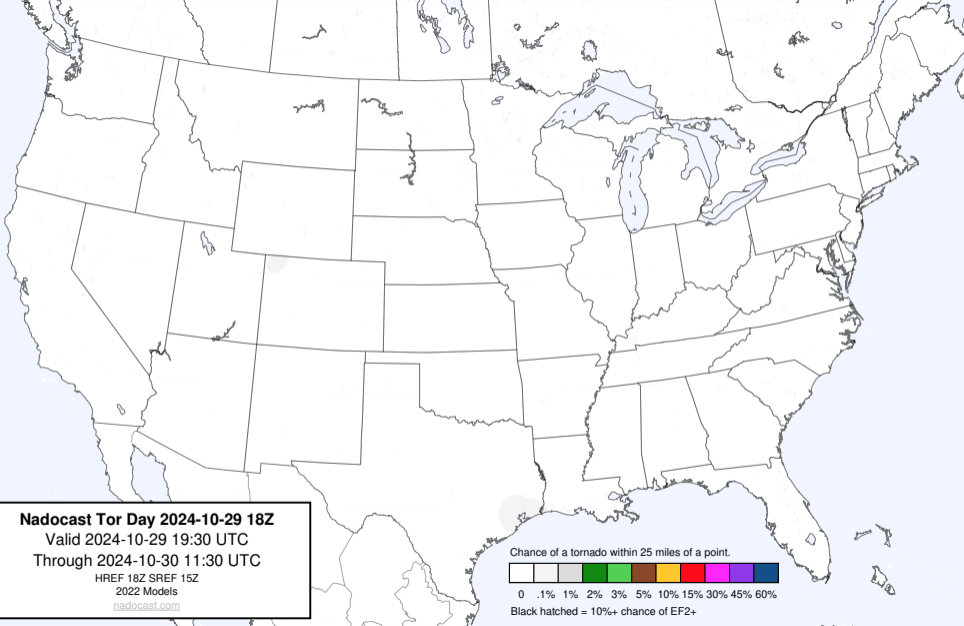 Nadocast Tor Day 2024-10-29 18Z
Valid 2024-10-29 19:30 UTC
Through 2024-10-30 11:30 UTC
HREF 18Z SREF 15Z
2022 Models
nadocast.com
Chance of a tornado within 25 miles of a point.
0 .1% 1% 2% 3% 5% 10% 15% 30% 45% 60%
Black hatched = 10%+ chance of EF2+